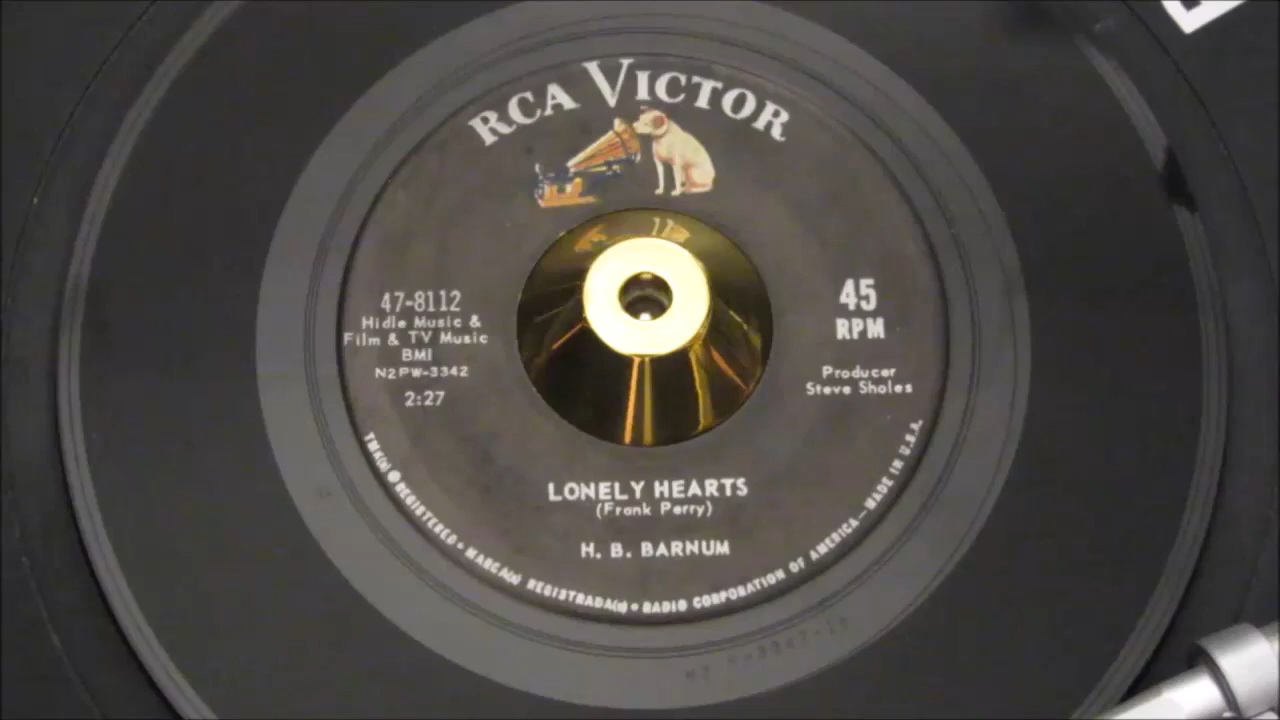 RCA VICTOR
47-8112
Hidle Music &
Film & TV Music
BMI
N2PW-3342
2:27
45
RPM
Producer
Steve Sholes
LONELY HEARTS
(Frank Perry)
H. B. BARNUM
TMK(s) ® REGISTERED • MARCA(s) REGISTRADA(s) • RADIO CORPORATION OF AMERICA—MADE IN U.S.A.